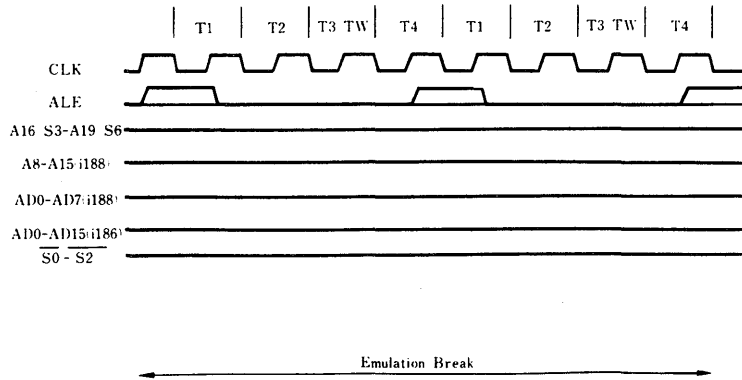 T1 T2 T3 TW T4 T1 T2 T3 TW T4
CLK
ALE
A16 S3-A19 S6
A8-A15(i188)
AD0-AD7(i188)
AD0-AD15(i186)
S0 - S2
Emulation Break